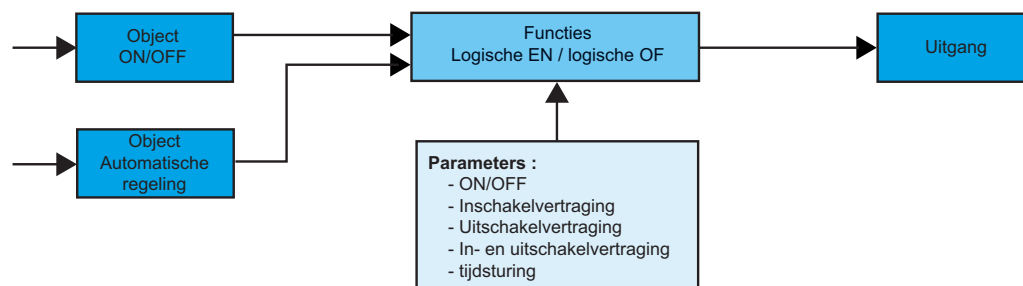 Object
ON/OFF
Functies
Logische EN / logische OF
Uitgang
Object
Automatische
regeling
Parameters :
- ON/OFF
- Inschakelvertraging
- Uitschakelvertraging
- In- en uitschakelvertraging
- tijdsturing